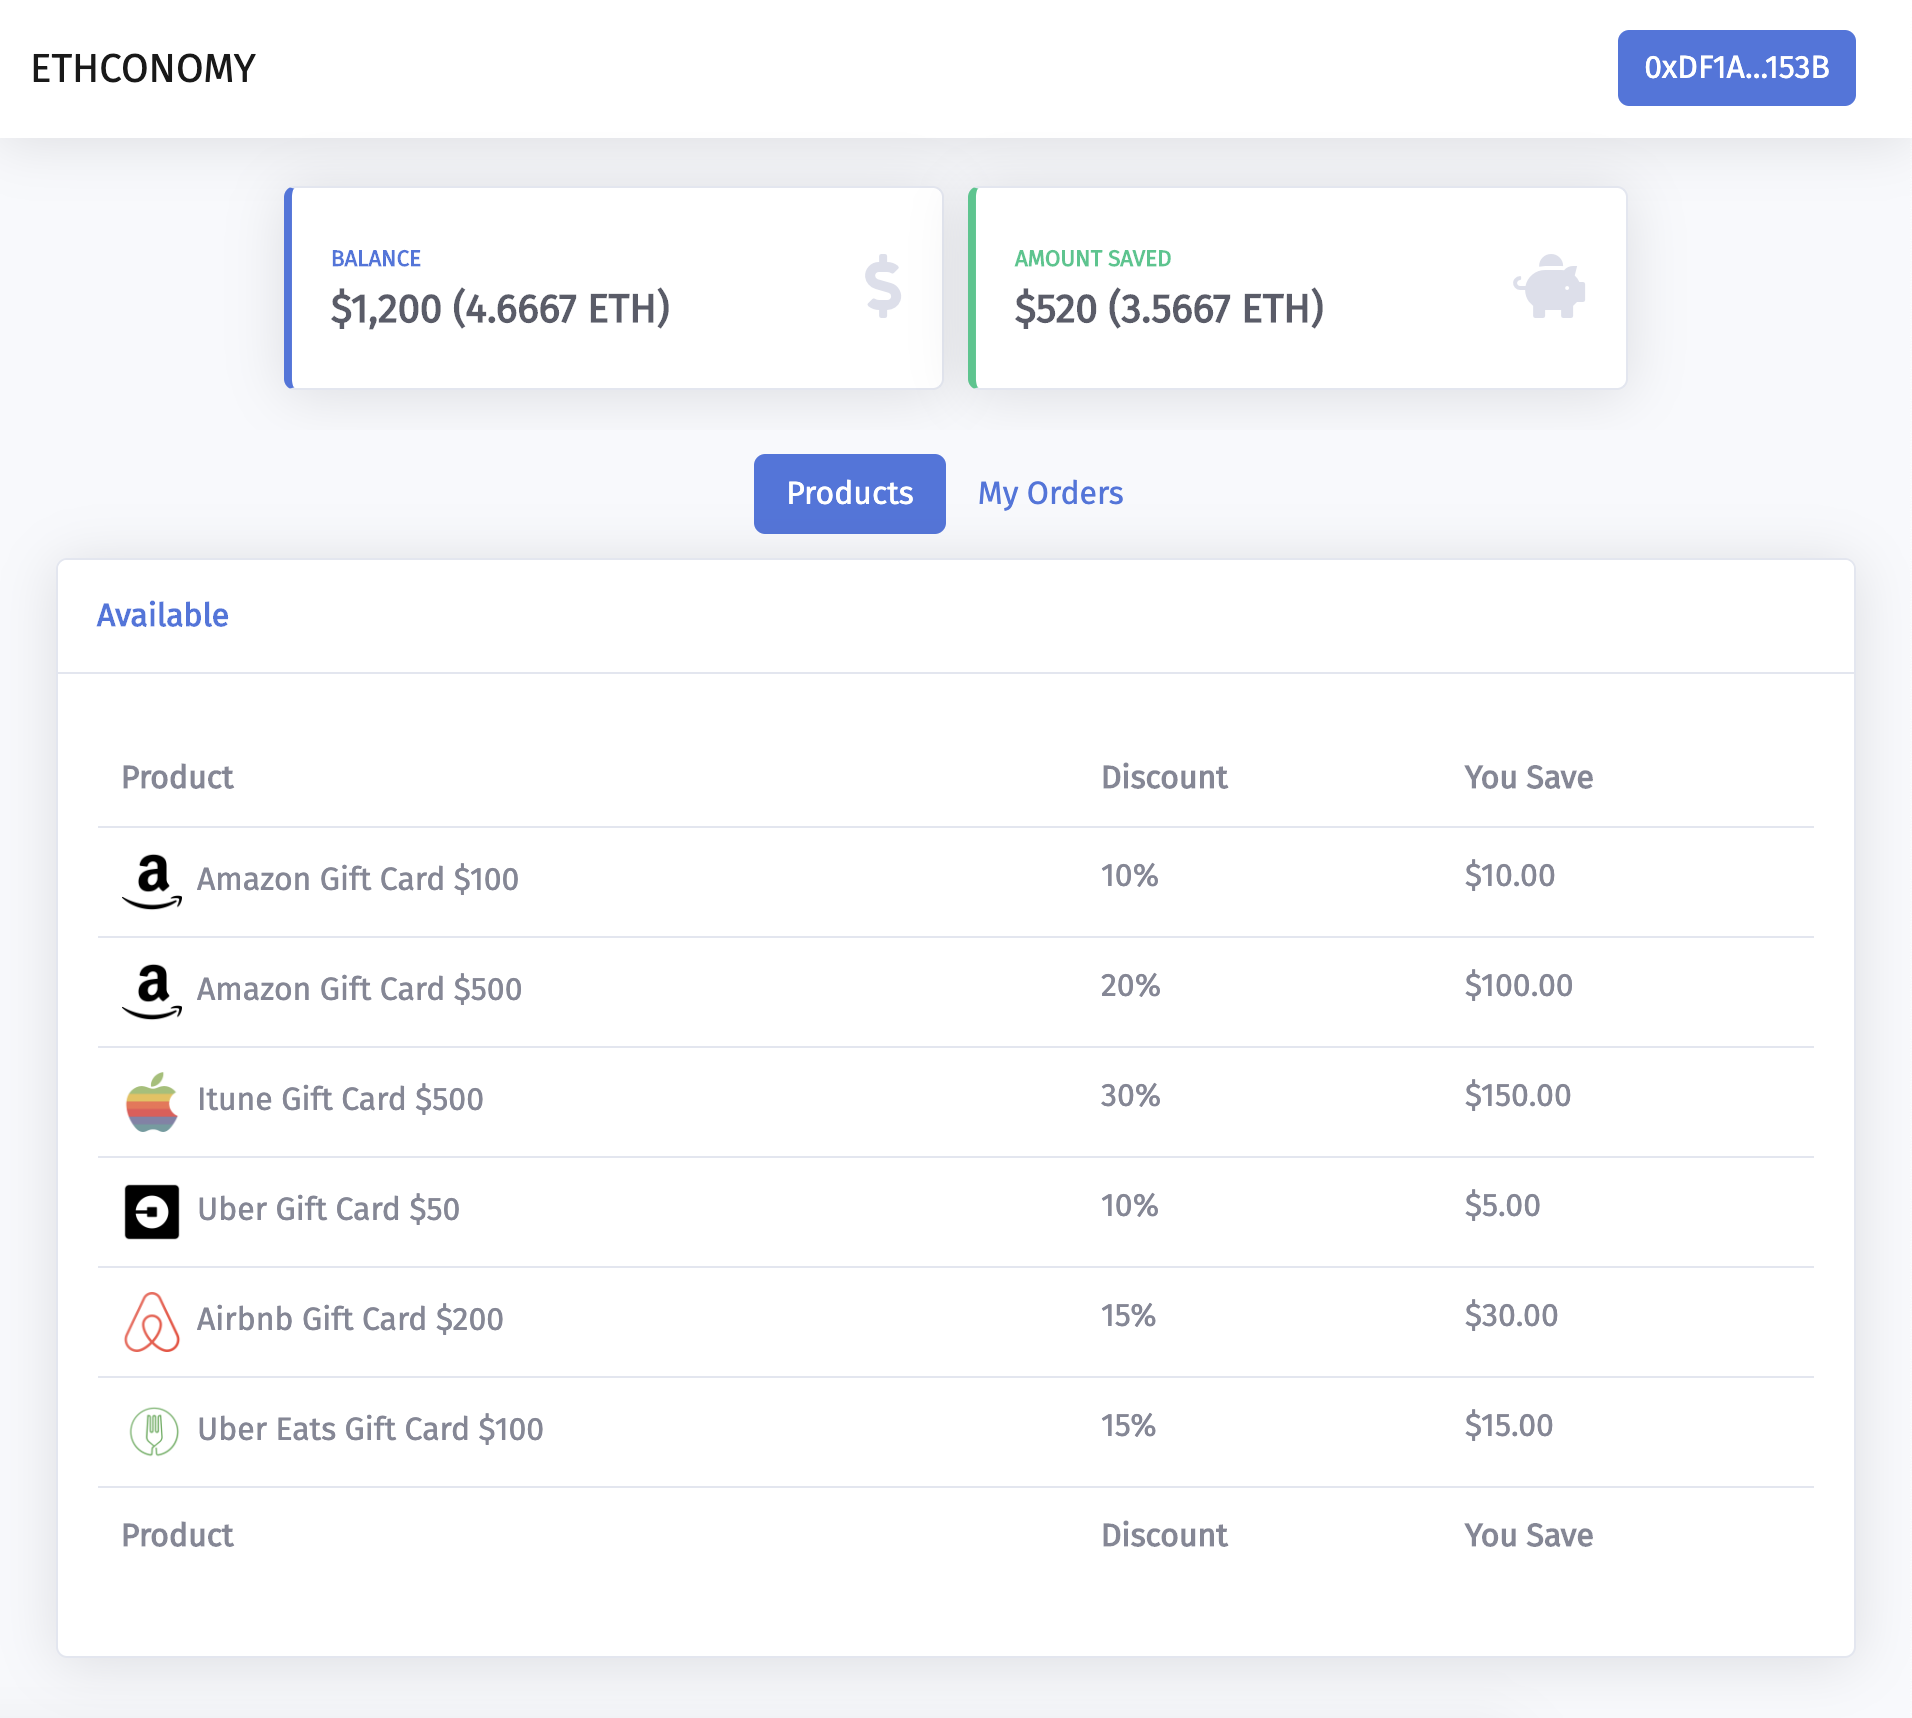 ETHCONOMY
0xDF1A...153B
BALANCE
$1,200 (4.6667 ETH)
AMOUNT SAVED
$520 (3.5667 ETH)
Products
My Orders
Available
Product Discount You Save
Amazon Gift Card $100 10% $10.00
Amazon Gift Card $500 20% $100.00
Itune Gift Card $500 30% $150.00
Uber Gift Card $50 10% $5.00
Airbnb Gift Card $200 15% $30.00
Uber Eats Gift Card $100 15% $15.00
Product Discount You Save